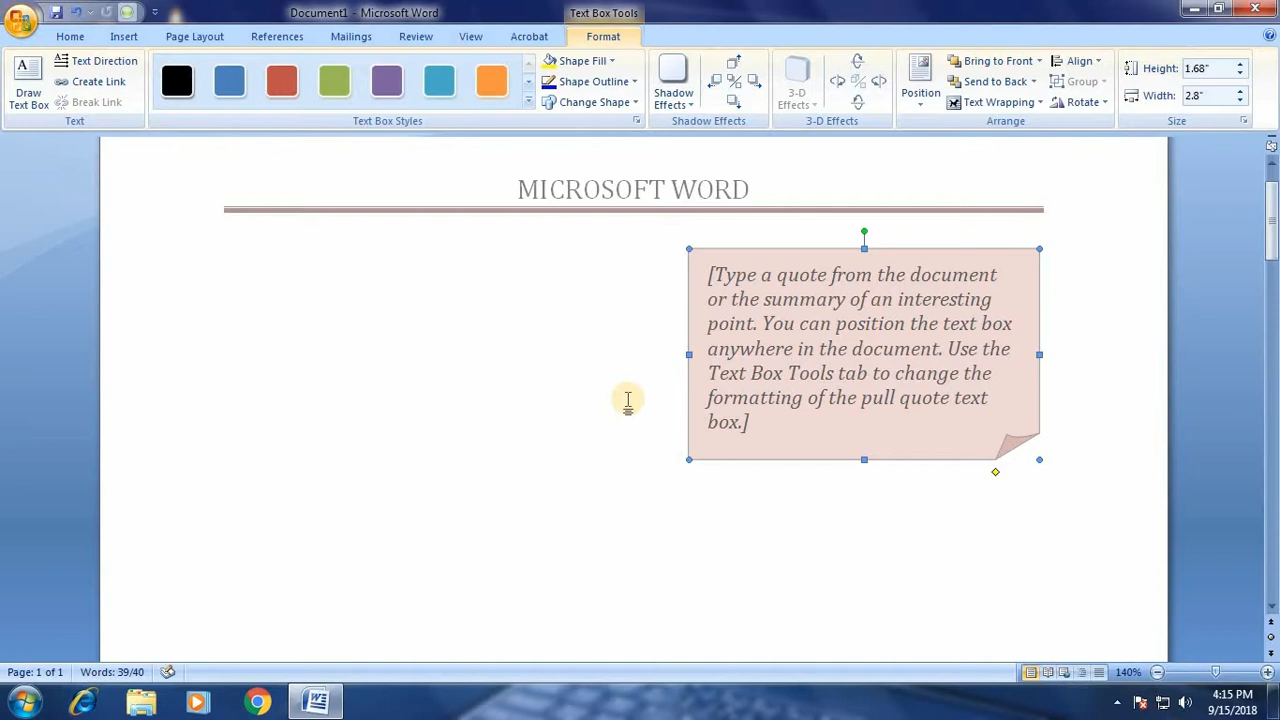 Document1 - Microsoft Word
Text Box Tools
Home Insert Page Layout References Mailings Review View Acrobat Format
Draw Text Box
Text Direction
Create Link
Break Link
Text
Shape Fill
Shape Outline
Change Shape
Text Box Styles
Shadow Effects
Shadow Effects
3-D Effects
3-D Effects
Position
Bring to Front
Send to Back
Text Wrapping
Align
Group
Rotate
Arrange
Height: 1.68"
Width: 2.8"
Size
MICROSOFT WORD
[Type a quote from the document
or the summary of an interesting
point. You can position the text box
anywhere in the document. Use the
Text Box Tools tab to change the
formatting of the pull quote text
box.]
Page: 1 of 1 Words: 39/40
140%
4:15 PM
9/15/2018